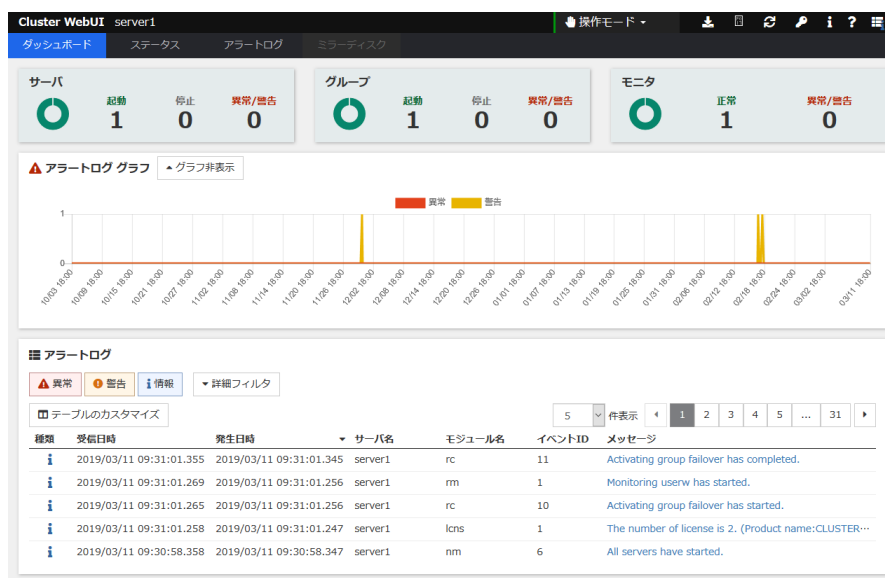 Cluster WebUI server1 操作モード
ダッシュボード ステータス アラートログ ミラーディスク
サーバ
起動 停止 異常/警告
1 0 0
グループ
起動 停止 異常/警告
1 0 0
モニタ
正常 異常/警告
1 0
アラートログ グラフ グラフ非表示
異常 警告
1
0
10/03 18:00 10/09 18:00 10/15 18:00 10/21 18:00 10/27 18:00 11/02 18:00 11/08 18:00 11/14 18:00 11/20 18:00 11/26 18:00 12/02 18:00 12/08 18:00 12/14 18:00 12/20 18:00 12/26 18:00 01/01 18:00 01/07 18:00 01/13 18:00 01/19 18:00 01/25 18:00 01/31 18:00 02/06 18:00 02/12 18:00 02/18 18:00 02/24 18:00 03/02 18:00 03/11 18:00
アラートログ
異常 警告 情報 詳細フィルタ
テーブルのカスタマイズ 5 件表示 1 2 3 4 5 ... 31
種類 受信日時 発生日時 サーバ名 モジュール名 イベントID メッセージ
2019/03/11 09:31:01.355 2019/03/11 09:31:01.345 server1 rc 11 Activating group failover has completed.
2019/03/11 09:31:01.269 2019/03/11 09:31:01.256 server1 rm 1 Monitoring userw has started.
2019/03/11 09:31:01.265 2019/03/11 09:31:01.256 server1 rc 10 Activating group failover has started.
2019/03/11 09:31:01.258 2019/03/11 09:31:01.247 server1 lcns 1 The number of license is 2. (Product name:CLUSTER…
2019/03/11 09:30:58.358 2019/03/11 09:30:58.347 server1 nm 6 All servers have started.